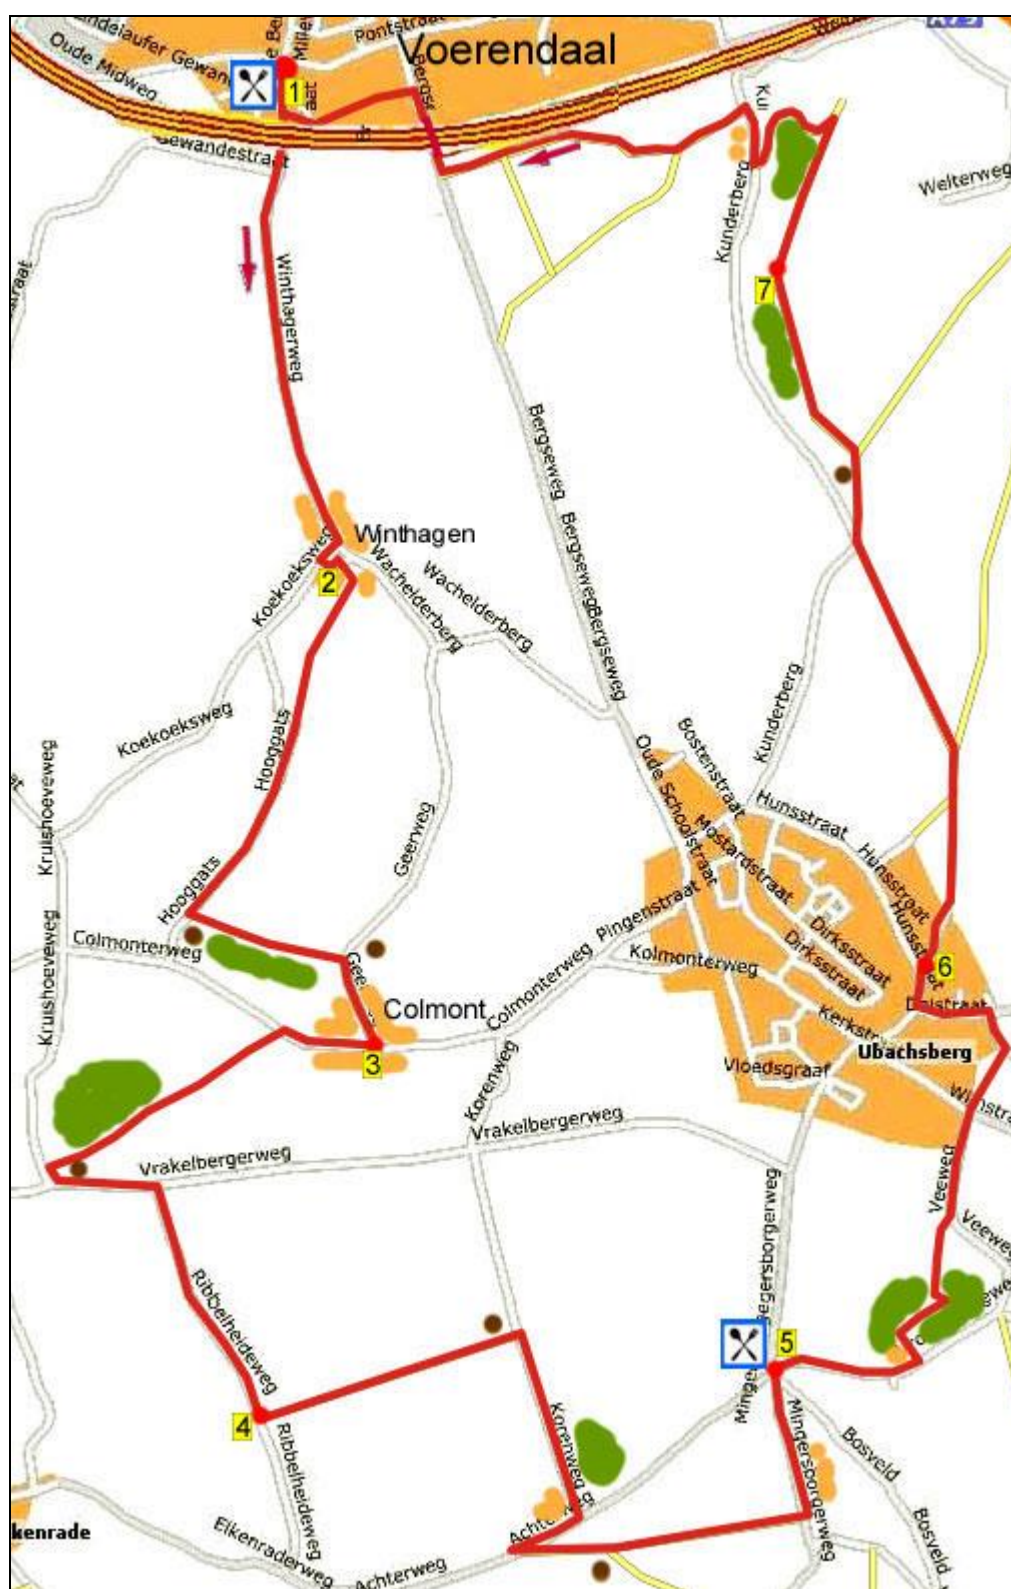 Pontstraat
Voerendaal
Oude Midweg
1
Gewandestraat
Welterweg
Kunderberg
7
Winthagerweg
Bergseweg
Bergseweg
Bergseweg
Winthagen
2
Koekoeksweg
Wachelderberg
Wachelderberg
Koekoeksweg
Hooggats
Kunderberg
Kruishoeveweg
Geerweg
Oude Schoolstraat
Bostenstraat
Hunsstraat
Mostardstraat
Hunsstraat
Hunsstraat
Hooggats
Colmonterweg
Pingenstraat
Dirksstraat
Dirksstraat
Kolmonterweg
Kruishoeveweg
Colmonterweg
6
Colmont
3
Ubachsberg
Vloedsgraaf
Korenweg
Vrakelbergerweg
Vrakelbergerweg
Veeweg
Ribbelheideweg
5
4
Korenweg
Mingersborgerweg
Bosveld
Bosveld
Ribbelheideweg
kenrade
Elkenraderweg
Achterweg